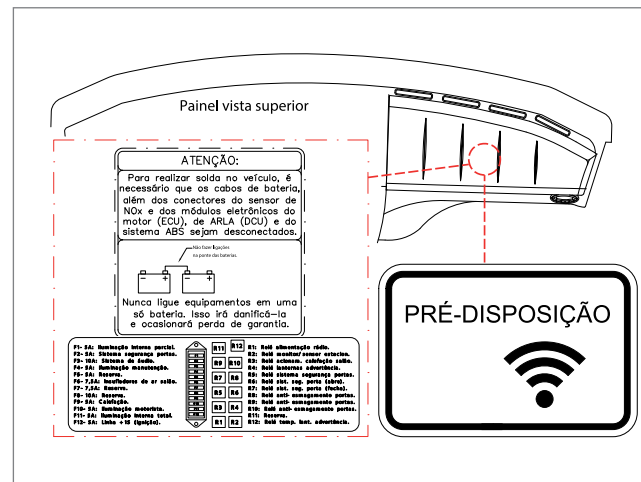 Painel vista superior
ATENÇÃO:
Para realizar solda no veículo, é
necessário que os cabos de bateria,
além dos conectores do sensor de
NOx e dos módulos eletrônicos do
motor (ECU), de ARLA (DCU) e do
sistema ABS sejam desconectados.
Não fazer ligações
na ponte das baterias.
- + - +
Nunca ligue equipamentos em uma
só bateria. Isso irá danificá-la
e ocasionará perda de garantia.
F1- 5A: Iluminação interna parcial.
F2- 5A: Sistema segurança portas.
F3- 10A: Sistema de áudio.
F4- 5A: Iluminação manutenção.
F5- 5A: Reserva.
F6- 7,5A: Insufladores de ar salão.
F7- 7,5A: Reserva.
F8- 10A: Reserva.
F9- 5A: Calefação.
F10- 5A: Iluminação motorista.
F11- 5A: Iluminação interna total.
F12- 5A: Linha +15 (ignição).
R11 R12
R9 R10
R7 R8
R5 R6
R3 R4
R1 R2
R1: Relé alimentação rádio.
R2: Relé monitor/sensor estacion.
R3: Relé acionam. calefação salão.
R4: Relé lanternas advertência.
R5: Relé sistema segurança portas.
R6: Relé sist. seg. porta (abre).
R7: Relé sist. seg. porta (fecha).
R8: Relé anti- esmagamento portas.
R9: Relé anti- esmagamento portas.
R10: Relé anti- esmagamento portas.
R11: Reserva.
R12: Relé temp. lant. advertência.
PRÉ-DISPOSIÇÃO